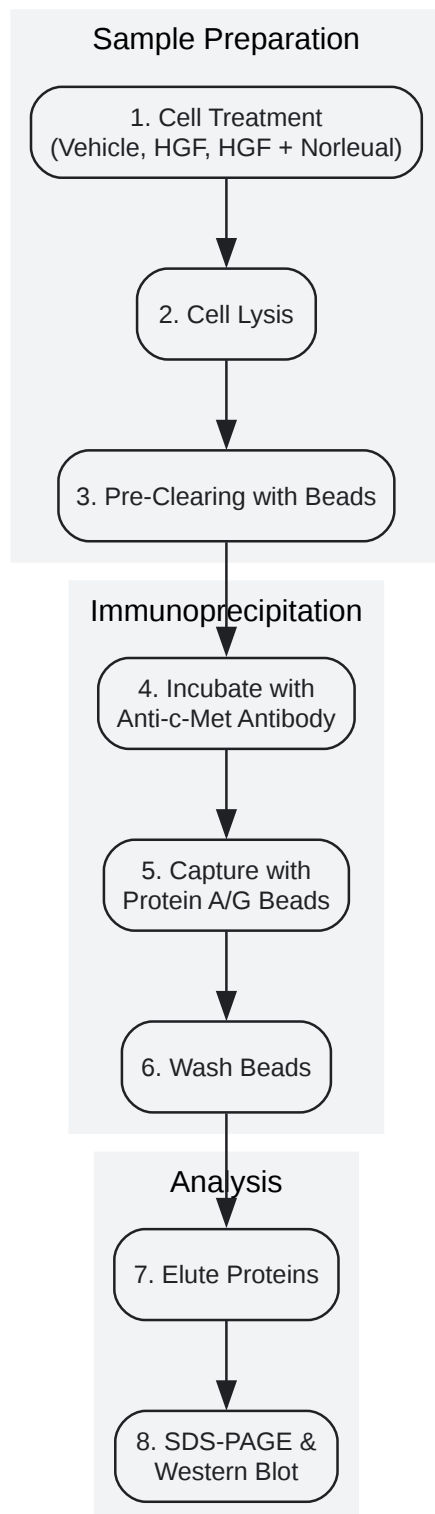 Sample Preparation
1. Cell Treatment
(Vehicle, HGF, HGF + Norleual)
2. Cell Lysis
3. Pre-Clearing with Beads
Immunoprecipitation
4. Incubate with
Anti-c-Met Antibody
5. Capture with
Protein A/G Beads
6. Wash Beads
Analysis
7. Elute Proteins
8. SDS-PAGE &
Western Blot